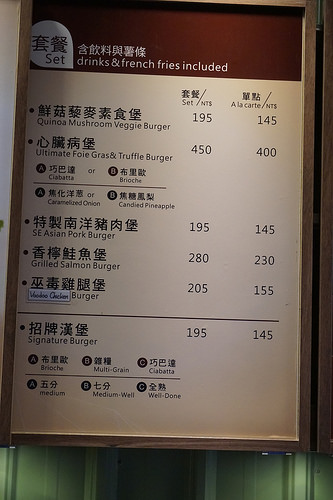 套餐
Set
含飲料與薯條
drinks & french fries included
套餐/ 單點/
Set /NT$ A la carte/NT$
鮮菇藜麥素食堡 195 145
Quinoa Mushroom Veggie Burger
心臟病堡 450 400
Ultimate Foie Gras & Truffle Burger
A 巧巴達 or B 布里歐
Ciabatta Brioche
A 焦化洋蔥 or B 焦糖鳳梨
Caramelized Onion Candied Pineapple
特製南洋豬肉堡 195 145
SE Asian Pork Burger
香檸鮭魚堡 280 230
Grilled Salmon Burger
巫毒雞腿堡 205 155
Voodoo Chicken Burger
招牌漢堡 195 145
Signature Burger
A 布里歐 B 雜糧 C 巧巴達
Brioche Multi-Grain Ciabatta
A 五分 B 七分 C 全熟
medium Medium-Well Well-Done